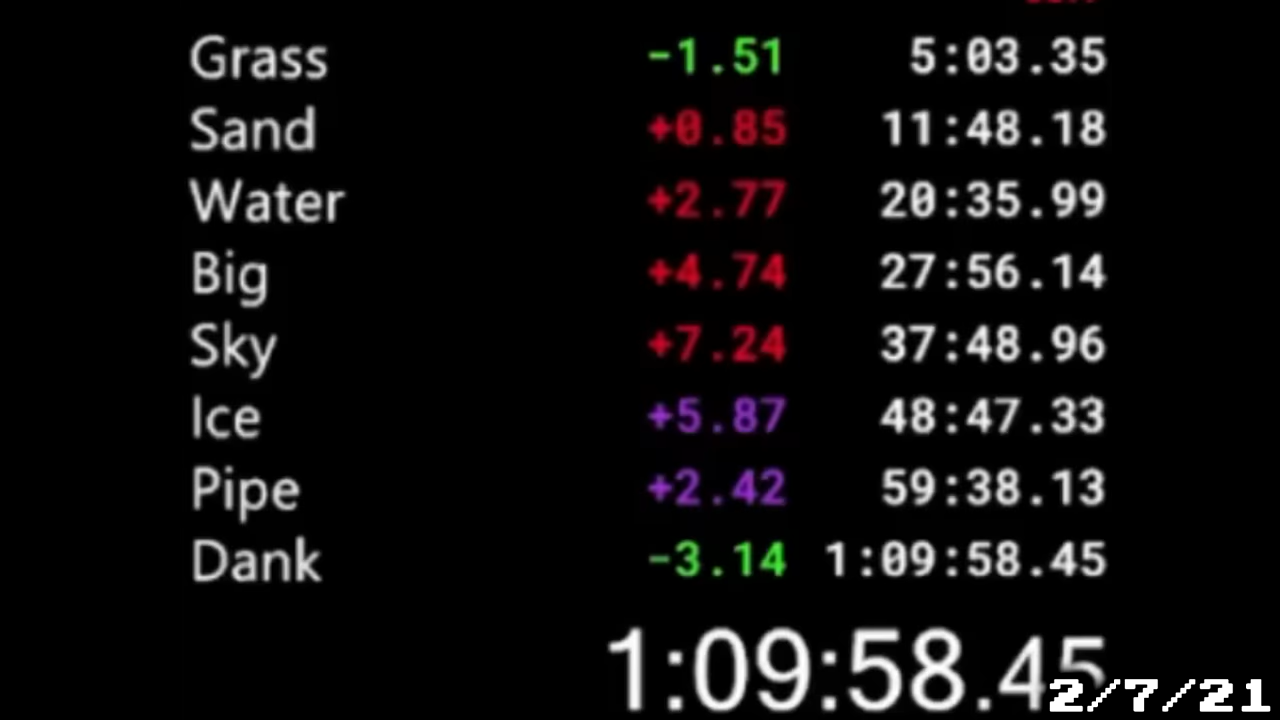 Grass -1.51 5:03.35
Sand +0.85 11:48.18
Water +2.77 20:35.99
Big +4.74 27:56.14
Sky +7.24 37:48.96
Ice +5.87 48:47.33
Pipe +2.42 59:38.13
Dank -3.14 1:09:58.45
1:09:58.45
2/7/21